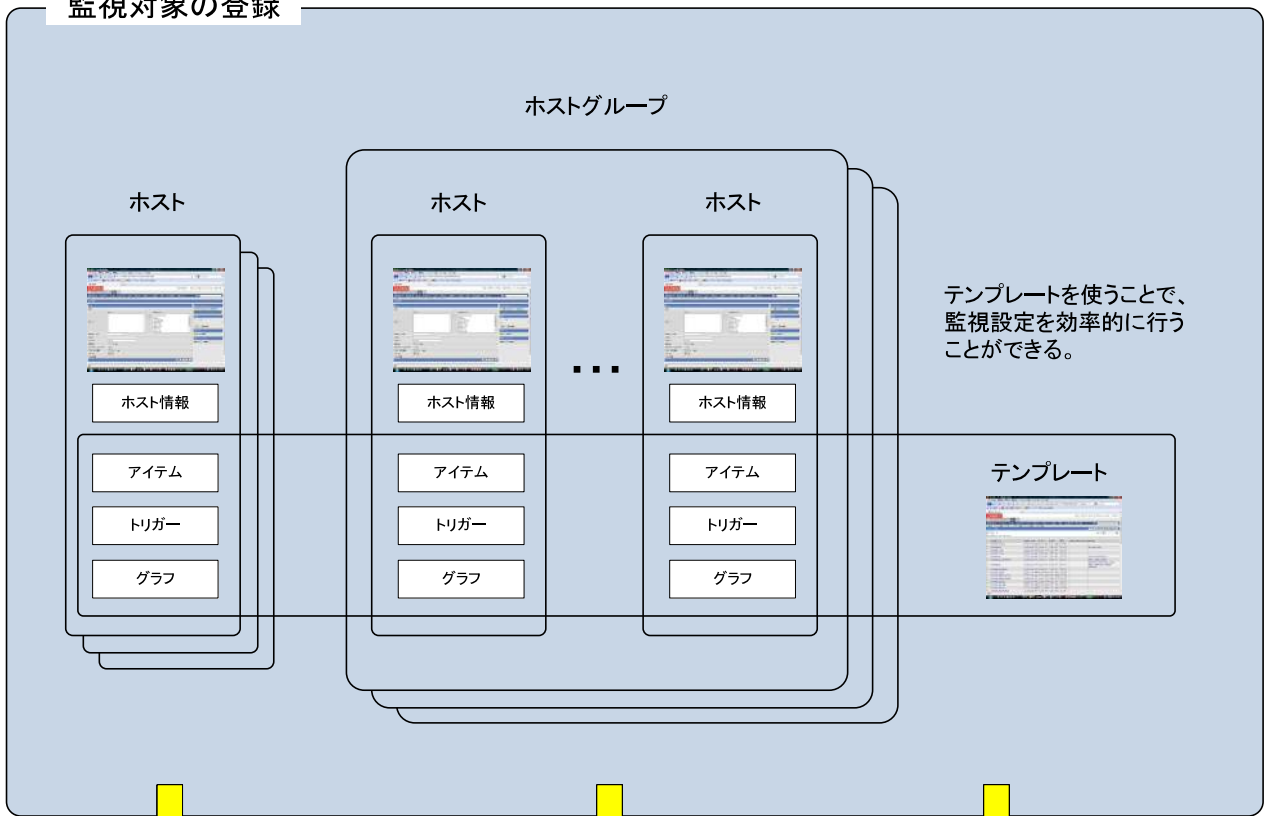 監視対象の登録
ホストグループ
ホスト
ホスト
ホスト
テンプレートを使うことで、
監視設定を効率的に行う
ことができる。
...
ホスト情報
ホスト情報
ホスト情報
アイテム
アイテム
アイテム
テンプレート
トリガー
トリガー
トリガー
グラフ
グラフ
グラフ